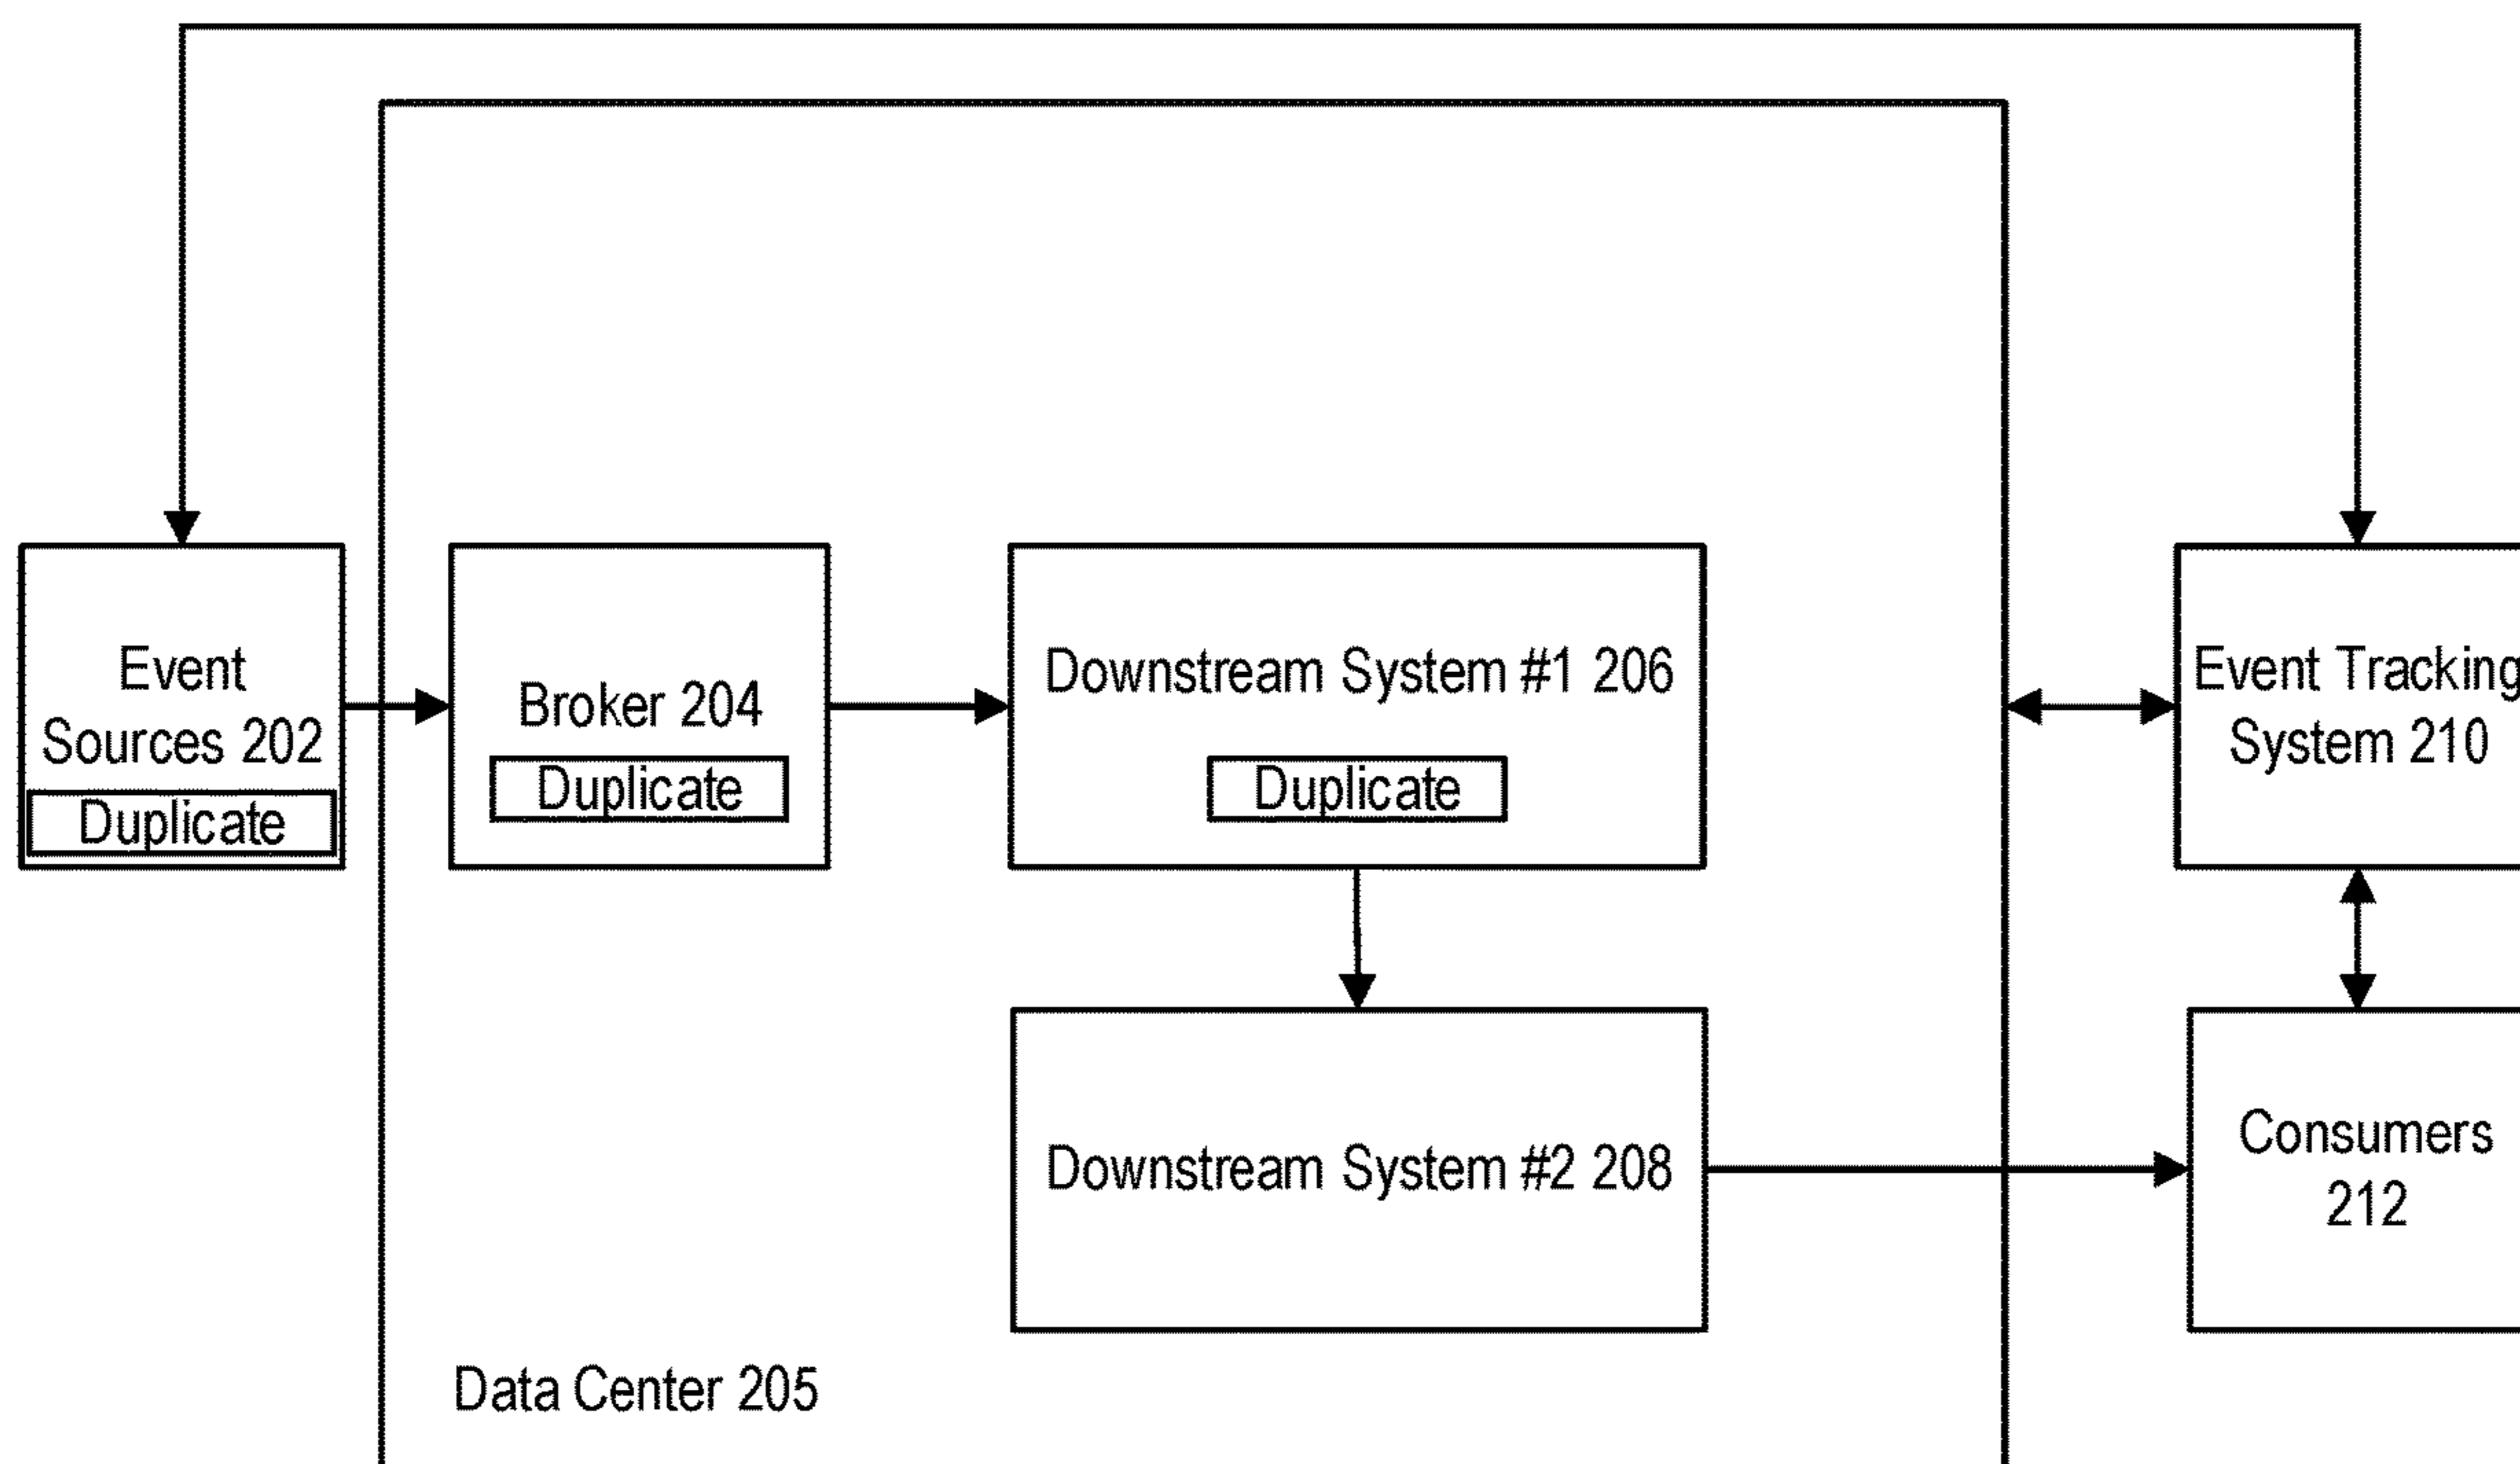 Event
Sources 202
Duplicate
Broker 204
Duplicate
Downstream System #1 206
Duplicate
Event Tracking
System 210
Downstream System #2 208
Consumers
212
Data Center 205